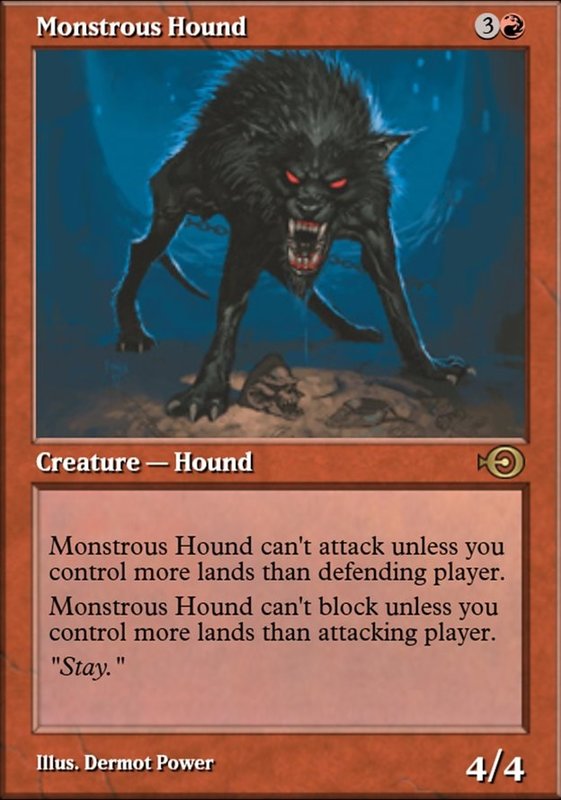 Monstrous Hound 3
Creature — Hound
Monstrous Hound can't attack unless you
control more lands than defending player.
Monstrous Hound can't block unless you
control more lands than attacking player.
"Stay."
Illus. Dermot Power
4/4